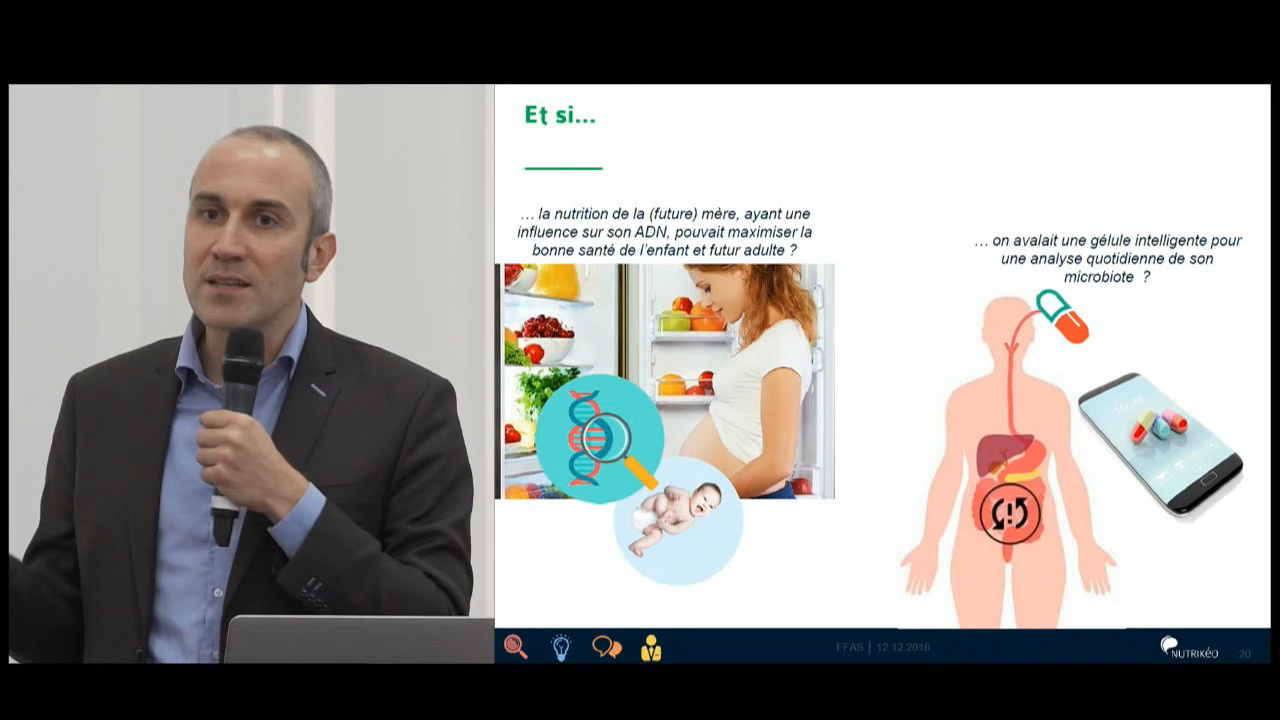 Et si...
… la nutrition de la (future) mère, ayant une
influence sur son ADN, pouvait maximiser la
bonne santé de l'enfant et futur adulte ?
… on avalait une gélule intelligente pour
une analyse quotidienne de son
microbiote ?
FFAS | 12.12.2018
NUTRIKÉO
20